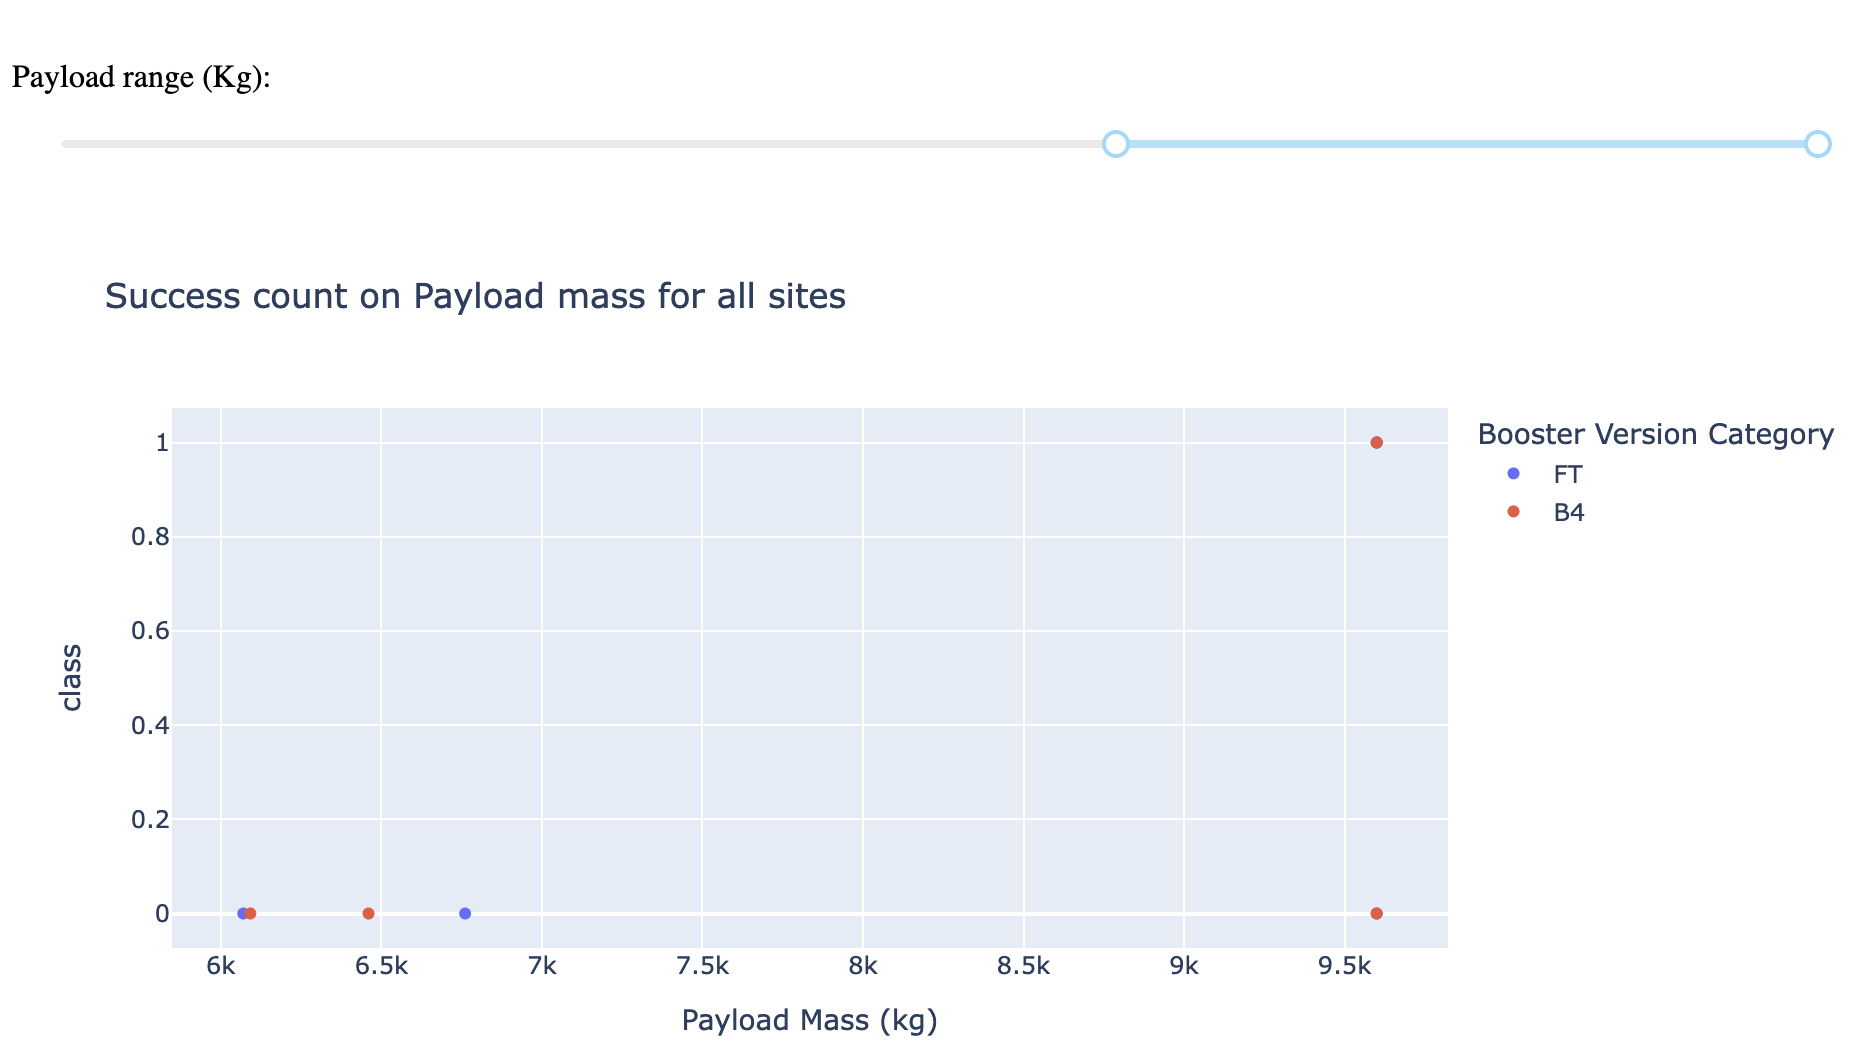 Payload range (Kg):
Success count on Payload mass for all sites
Booster Version Category
FT
B4
1
0.8
0.6
0.4
0.2
0
class
6k 6.5k 7k 7.5k 8k 8.5k 9k 9.5k
Payload Mass (kg)